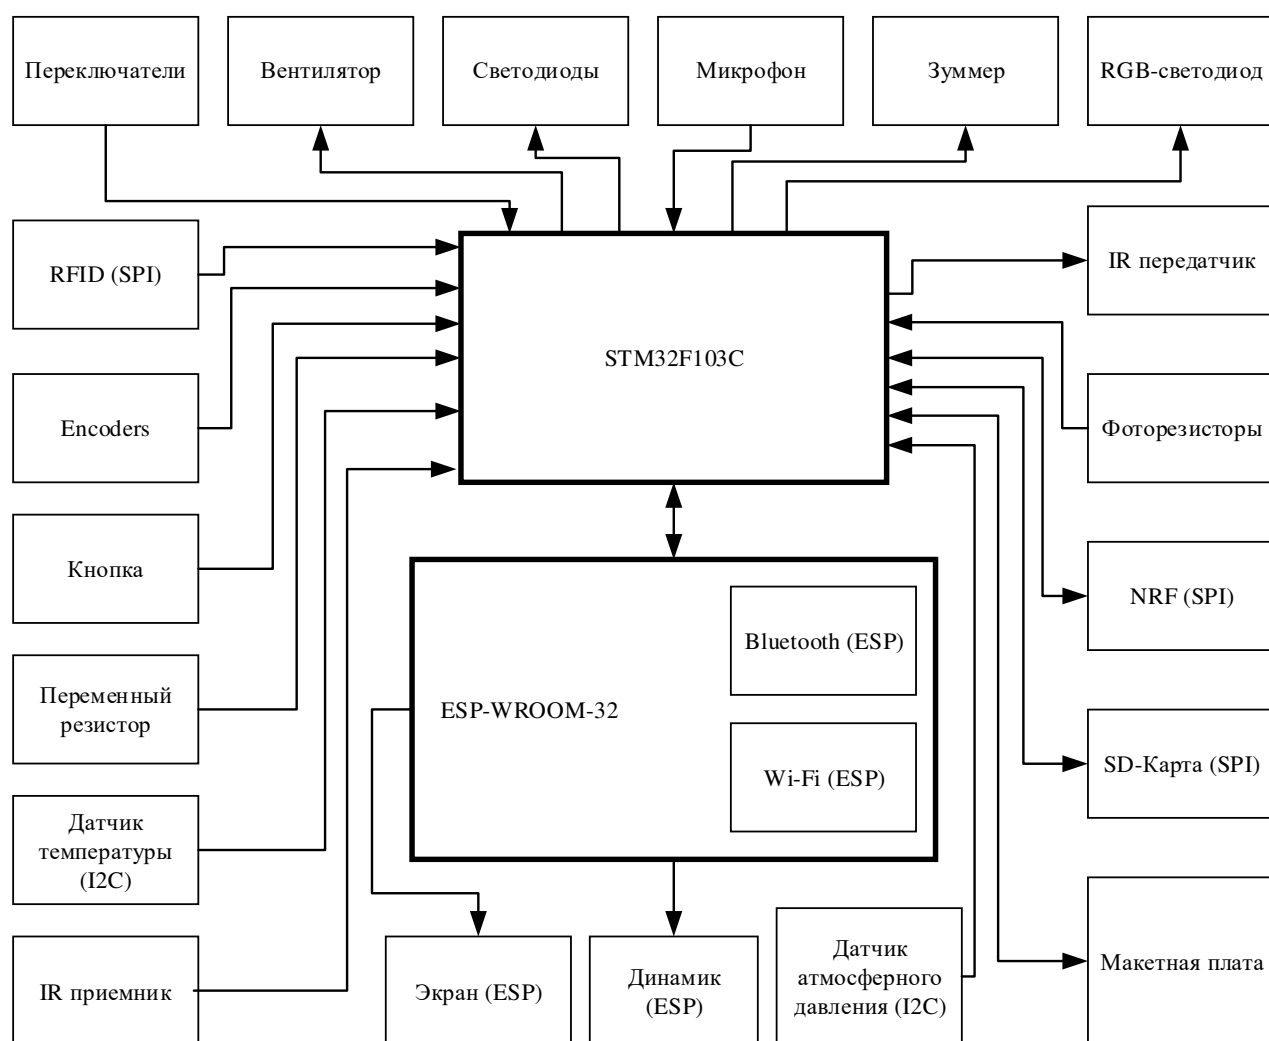 Переключатели
Вентилятор
Светодиоды
Микрофон
Зуммер
RGB-светодиод
RFID (SPI)
IR передатчик
STM32F103C
Encoders
Фоторезисторы
Кнопка
NRF (SPI)
Bluetooth (ESP)
Переменный
резистор
ESP-WROOM-32
Wi-Fi (ESP)
SD-Карта (SPI)
Датчик
температуры
(I2C)
IR приемник
Экран (ESP)
Динамик
(ESP)
Датчик
атмосферного
давления (I2C)
Макетная плата